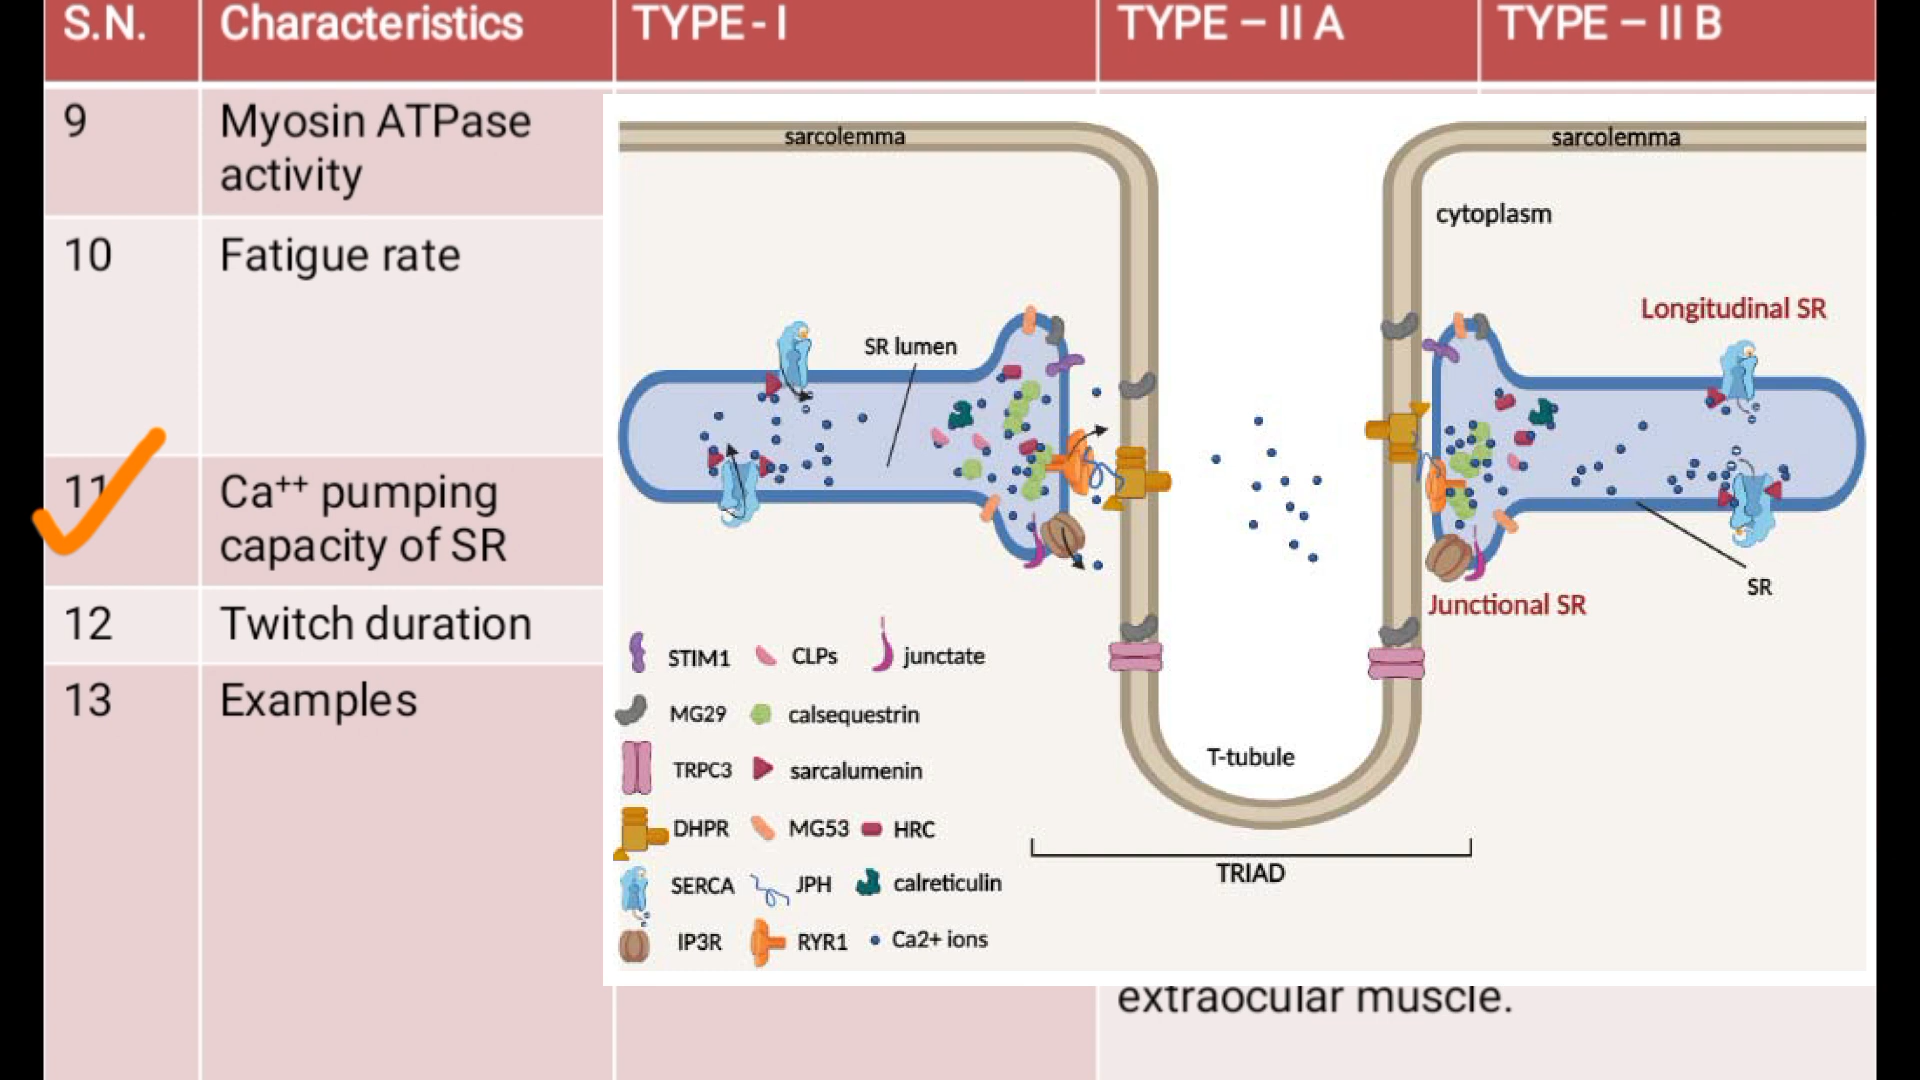 S.N. Characteristics TYPE - I TYPE – II A TYPE – II B
9 Myosin ATPase
activity
10 Fatigue rate
11 Ca⁺⁺ pumping
capacity of SR
12 Twitch duration
13 Examples
sarcolemma
sarcolemma
cytoplasm
Longitudinal SR
SR lumen
SR
Junctional SR
STIM1 CLPs junctate
MG29 calsequestrin
TRPC3 sarcalumenin
DHPR MG53 HRC
SERCA JPH calreticulin
IP3R RYR1 Ca2+ ions
T-tubule
TRIAD
extraocular muscle.